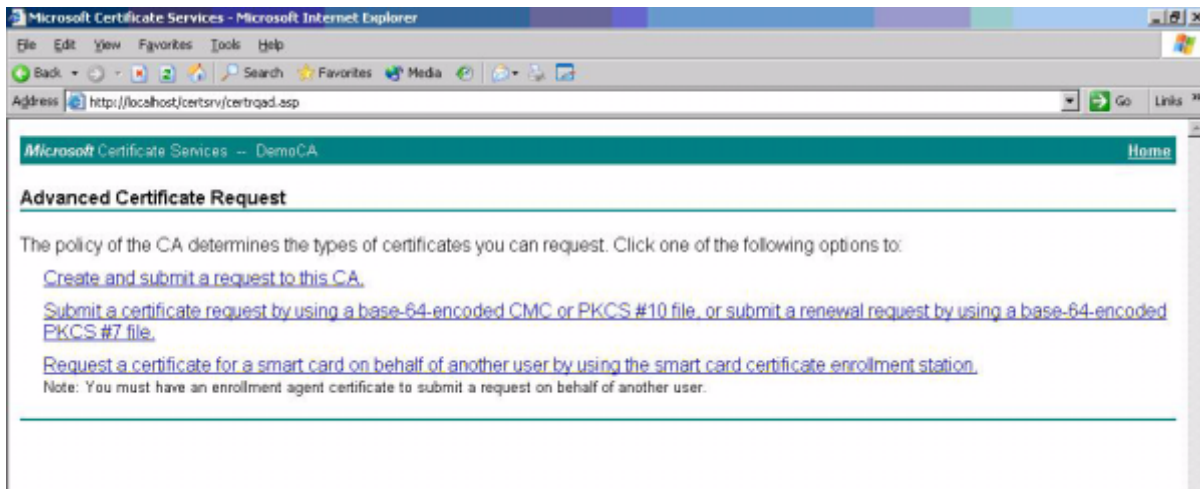 Microsoft Certificate Services - Microsoft Internet Explorer
File Edit View Favorites Tools Help
Back Search Favorites Media
Address http://localhost/certsrv/certrqad.asp Go Links »
Microsoft Certificate Services -- DemoCA Home
Advanced Certificate Request
The policy of the CA determines the types of certificates you can request. Click one of the following options to:
Create and submit a request to this CA.
Submit a certificate request by using a base-64-encoded CMC or PKCS #10 file, or submit a renewal request by using a base-64-encoded
PKCS #7 file.
Request a certificate for a smart card on behalf of another user by using the smart card certificate enrollment station.
Note: You must have an enrollment agent certificate to submit a request on behalf of another user.